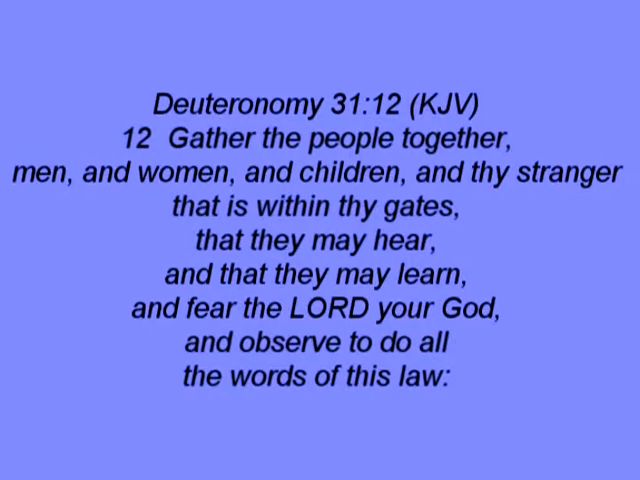 Deuteronomy 31:12 (KJV)
12  Gather the people together,
men, and women, and children, and thy stranger
that is within thy gates,
that they may hear,
and that they may learn,
and fear the LORD your God,
and observe to do all
the words of this law: